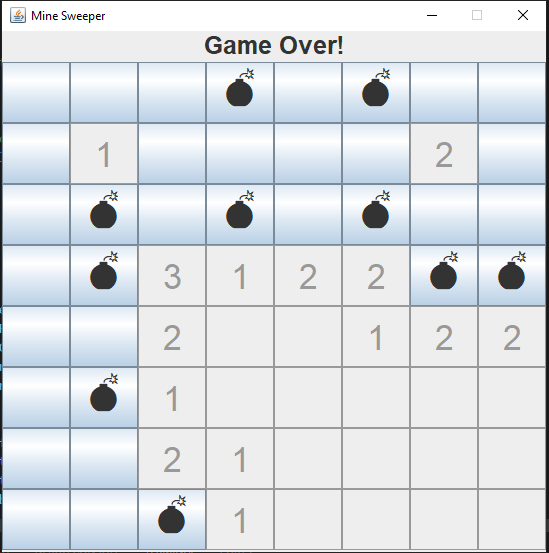 Mine Sweeper
Game Over!
1 2
3 1 2 2
2 1 2 2
1
2 1
1